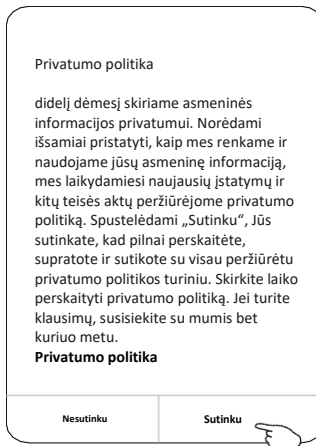 Privatumo politika
didelį dėmesį skiriame asmeninės
informacijos privatumui. Norėdami
išsamiai pristatyti, kaip mes renkame ir
naudojame jūsų asmeninę informaciją,
mes laikydamiesi naujausių įstatymų ir
kitų teisės aktų peržiūrėjome privatumo
politiką. Spustelėdami „Sutinku“, Jūs
sutinkate, kad pilnai perskaitėte,
supratote ir sutikote su visau peržiūrėtu
privatumo politikos turiniu. Skirkite laiko
perskaityti privatumo politiką. Jei turite
klausimų, susisiekite su mumis bet
kuriuo metu.
Privatumo politika
Nesutinku
Sutinku